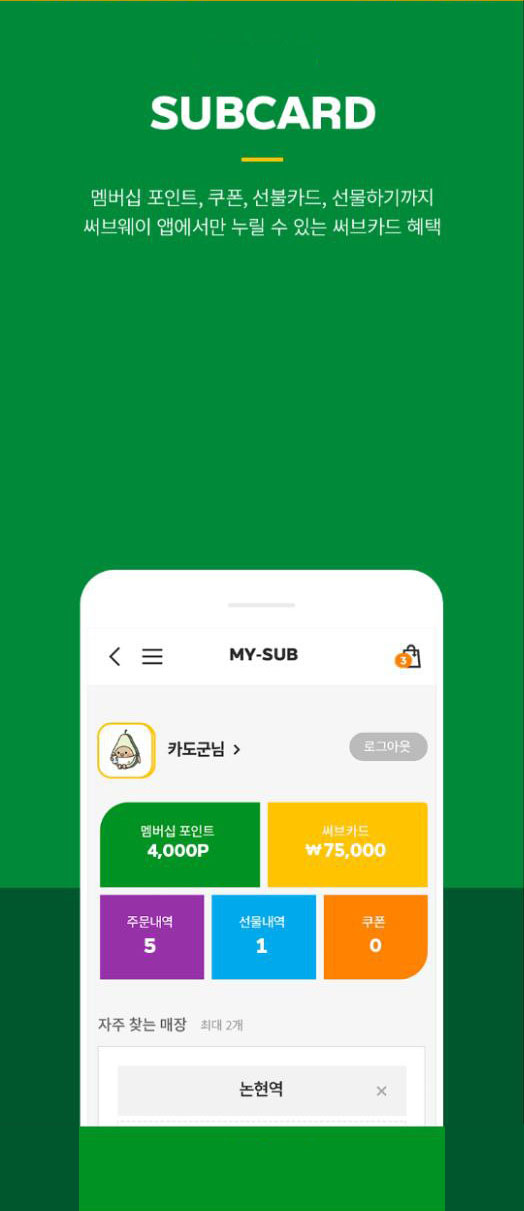 SUBCARD
멤버십 포인트, 쿠폰, 선불카드, 선물하기까지
써브웨이 앱에서만 누릴 수 있는 써브카드 혜택
MY-SUB
3
카도군님
로그아웃
멤버십 포인트
4,000P
써브카드
₩75,000
주문내역
5
선물내역
1
쿠폰
0
자주 찾는 매장 최대 2개
논현역